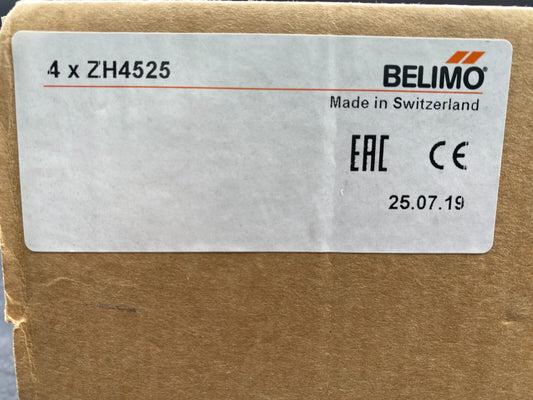 4 x ZH4525
BELIMO®
Made in Switzerland
EAC CE
25.07.19